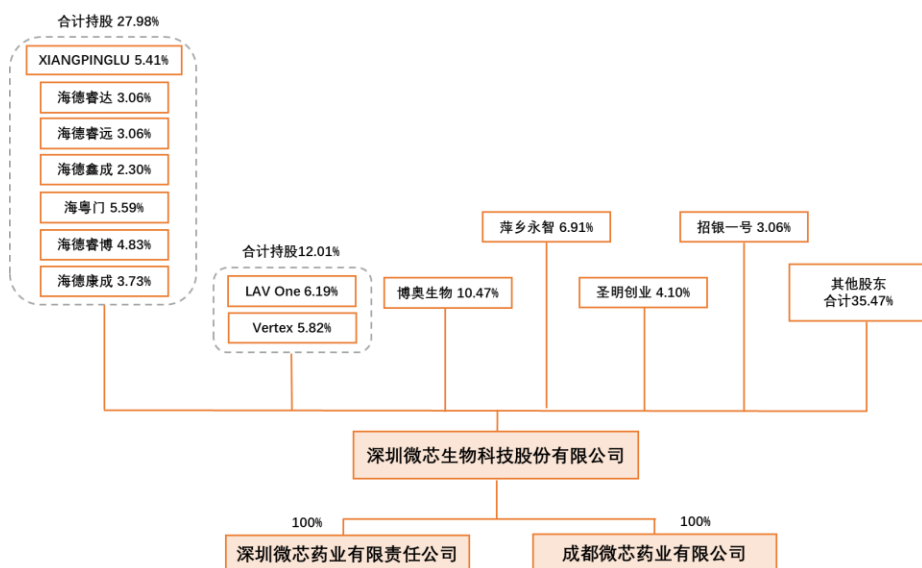 合计持股 27.98%
XIANGPINGLU 5.41%
海德睿达 3.06%
海德睿远 3.06%
海德鑫成 2.30%
海粤门 5.59%
海德睿博 4.83%
海德康成 3.73%
合计持股12.01%
LAV One 6.19%
Vertex 5.82%
博奥生物 10.47%
萍乡永智 6.91%
圣明创业 4.10%
招银一号 3.06%
其他股东
合计35.47%
深圳微芯生物科技股份有限公司
100%
深圳微芯药业有限责任公司
100%
成都微芯药业有限公司